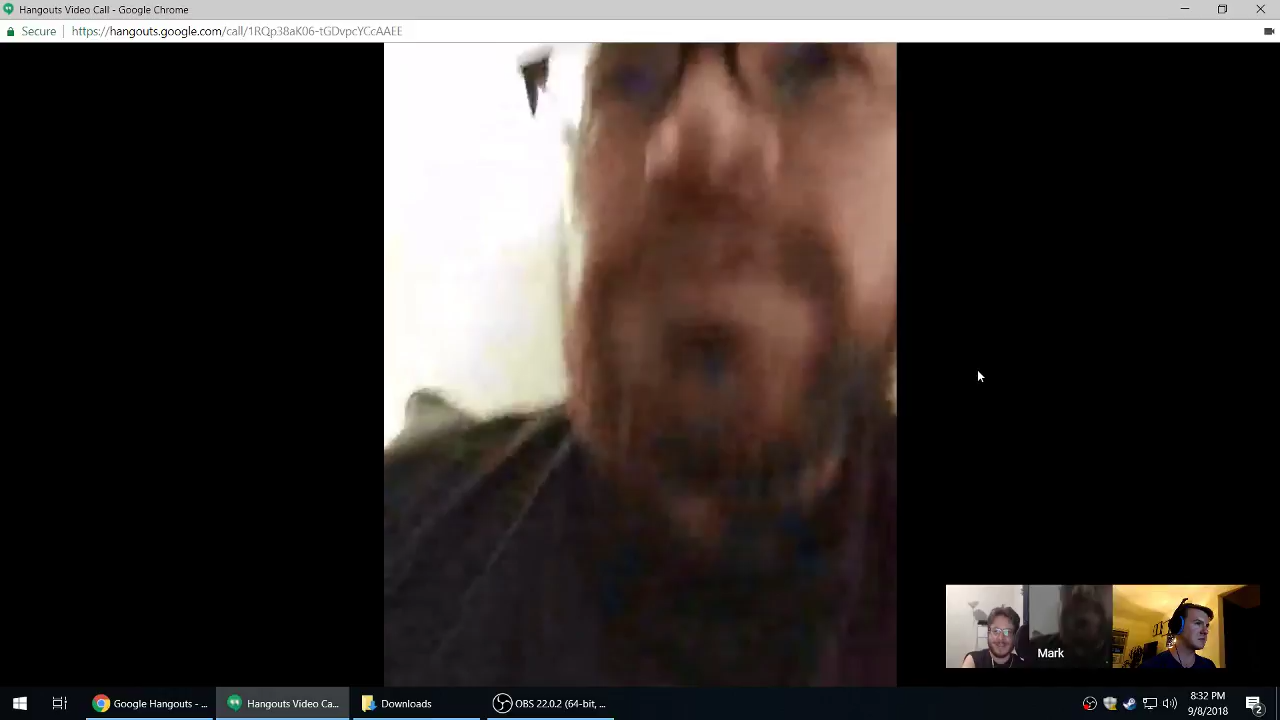 Hangouts Video Call - Google Chrome
Secure
https://hangouts.google.com/call/1RQp38aK06-tGDvpcYCcAAEE
Mark
Google Hangouts - ...
Hangouts Video Ca...
Downloads
OBS 22.0.2 (64-bit, ...
8:32 PM
9/8/2018
2